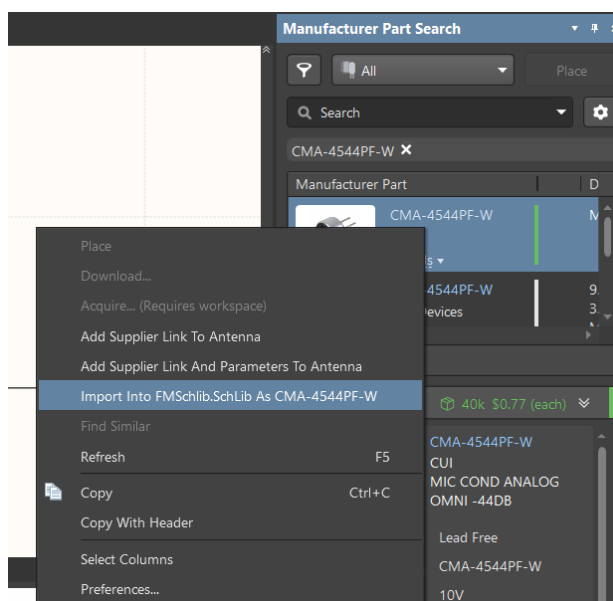 Manufacturer Part Search
All
Place
Search
CMA-4544PF-W
Manufacturer Part
D
CMA-4544PF-W
M
Place
Download...
Acquire... (Requires workspace)
Add Supplier Link To Antenna
Add Supplier Link And Parameters To Antenna
Import Into FMSchlib.SchLib As CMA-4544PF-W
Find Similar
Refresh F5
Copy Ctrl+C
Copy With Header
Select Columns
Preferences...
4544PF-W
9.
3.
40k $0.77 (each)
CMA-4544PF-W
CUI
MIC COND ANALOG
OMNI -44DB
Lead Free
CMA-4544PF-W
10V